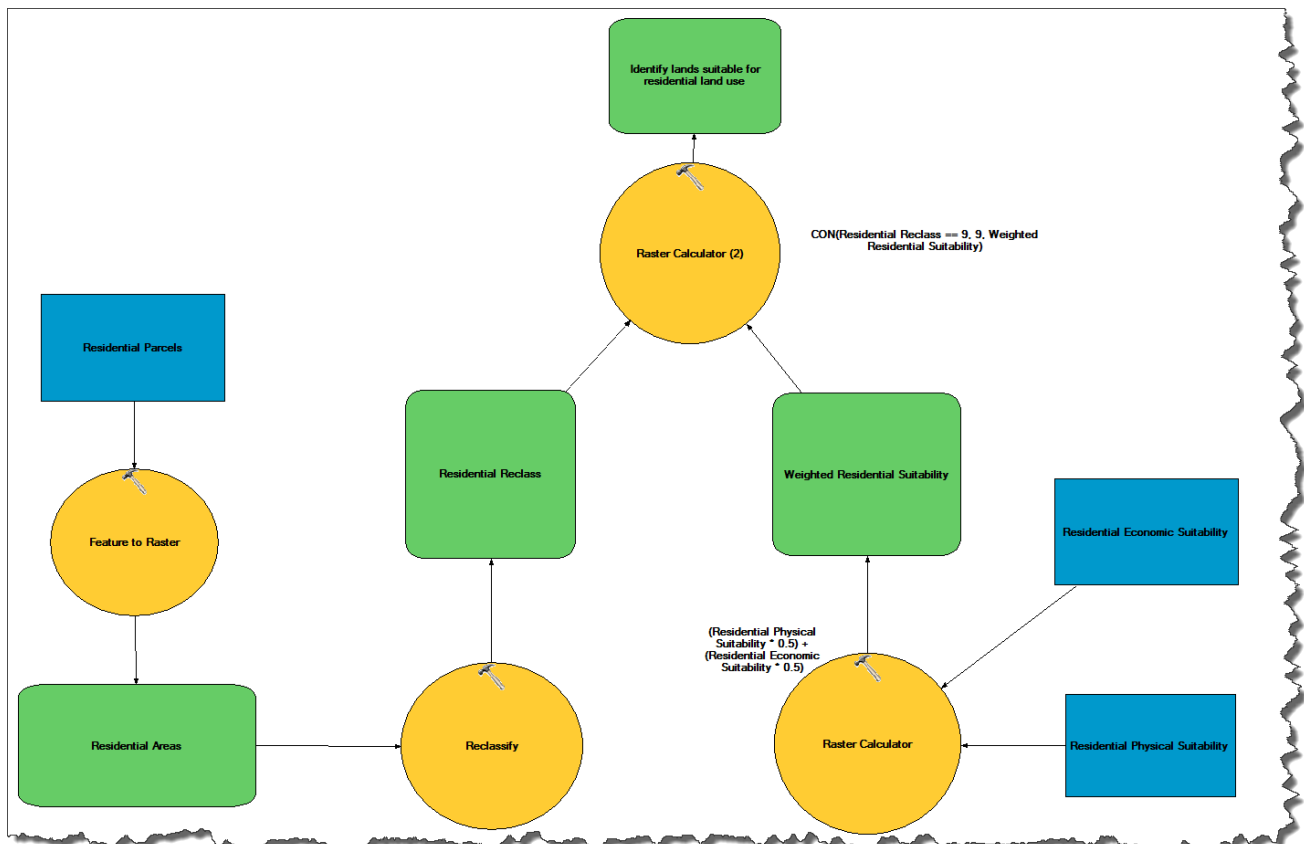 Identify lands suitable for
residential land use
Raster Calculator (2)
CON(Residential Reclass == 9, 9, Weighted
Residential Suitability)
Residential Parcels
Residential Reclass
Weighted Residential Suitability
Feature to Raster
Residential Economic Suitability
(Residential Physical
Suitability * 0.5) +
(Residential Economic
Suitability * 0.5)
Residential Areas
Reclassify
Raster Calculator
Residential Physical Suitability